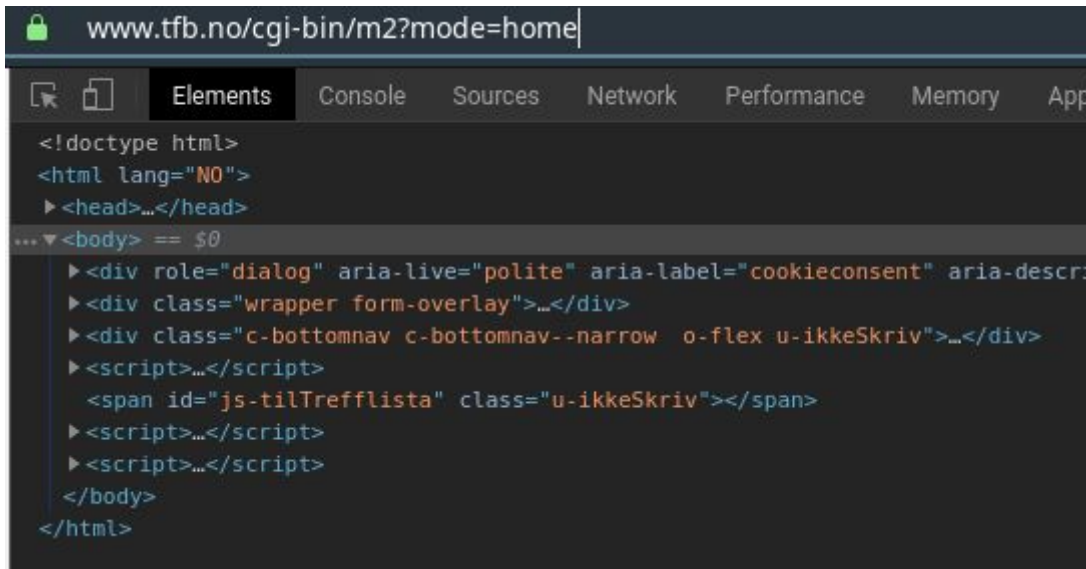 www.tfb.no/cgi-bin/m2?mode=home
Elements Console Sources Network Performance Memory App
<!doctype html>
<html lang="NO">
<head>…</head>
… <body> == $0
<div role="dialog" aria-live="polite" aria-label="cookieconsent" aria-descri
<div class="wrapper form-overlay">…</div>
<div class="c-bottomnav c-bottomnav--narrow  o-flex u-ikkeSkriv">…</div>
<script>…</script>
<span id="js-tilTrefflista" class="u-ikkeSkriv"></span>
<script>…</script>
<script>…</script>
</body>
</html>